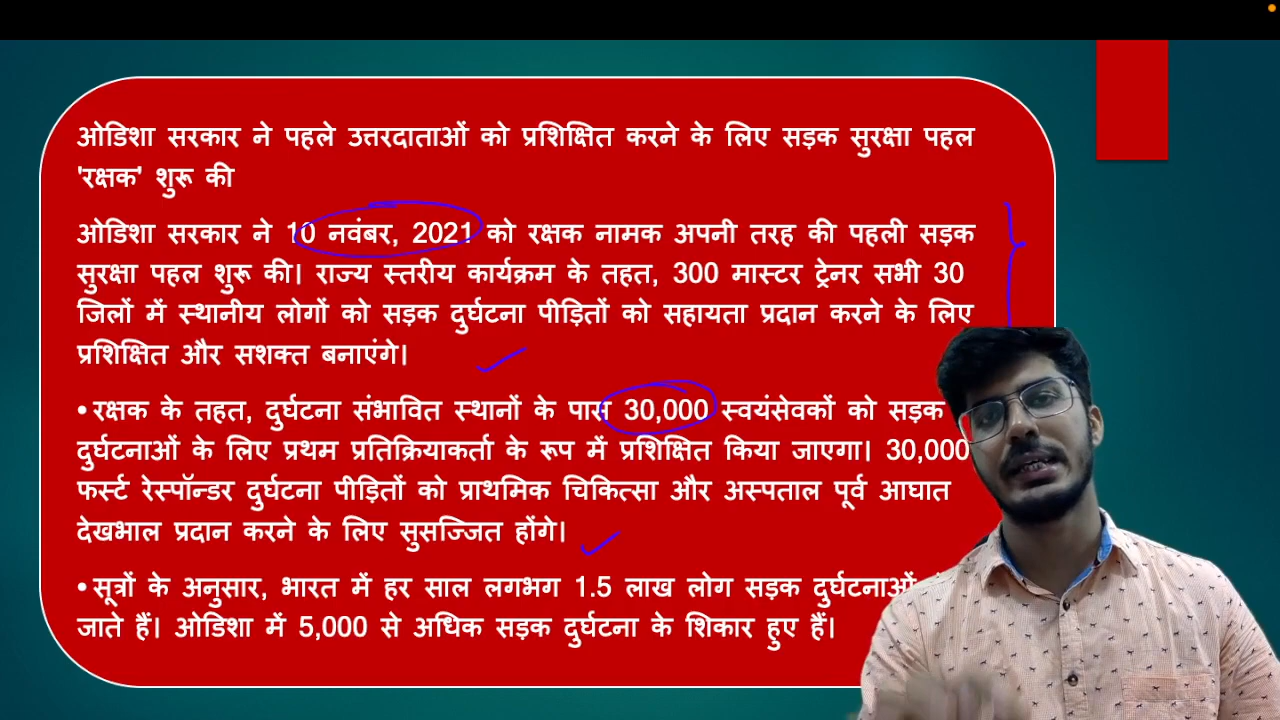 ओडिशा सरकार ने पहले उत्तरदाताओं को प्रशिक्षित करने के लिए सड़क सुरक्षा पहल
'रक्षक' शुरू की
ओडिशा सरकार ने 10 नवंबर, 2021 को रक्षक नामक अपनी तरह की पहली सड़क
सुरक्षा पहल शुरू की। राज्य स्तरीय कार्यक्रम के तहत, 300 मास्टर ट्रेनर सभी 30
जिलों में स्थानीय लोगों को सड़क दुर्घटना पीड़ितों को सहायता प्रदान करने के लिए
प्रशिक्षित और सशक्त बनाएंगे।
• रक्षक के तहत, दुर्घटना संभावित स्थानों के पास 30,000 स्वयंसेवकों को सड़क
दुर्घटनाओं के लिए प्रथम प्रतिक्रियाकर्ता के रूप में प्रशिक्षित किया जाएगा। 30,000
फर्स्ट रेस्पॉन्डर दुर्घटना पीड़ितों को प्राथमिक चिकित्सा और अस्पताल पूर्व आघात
देखभाल प्रदान करने के लिए सुसज्जित होंगे।
• सूत्रों के अनुसार, भारत में हर साल लगभग 1.5 लाख लोग सड़क दुर्घटनाओं
जाते हैं। ओडिशा में 5,000 से अधिक सड़क दुर्घटना के शिकार हुए हैं।